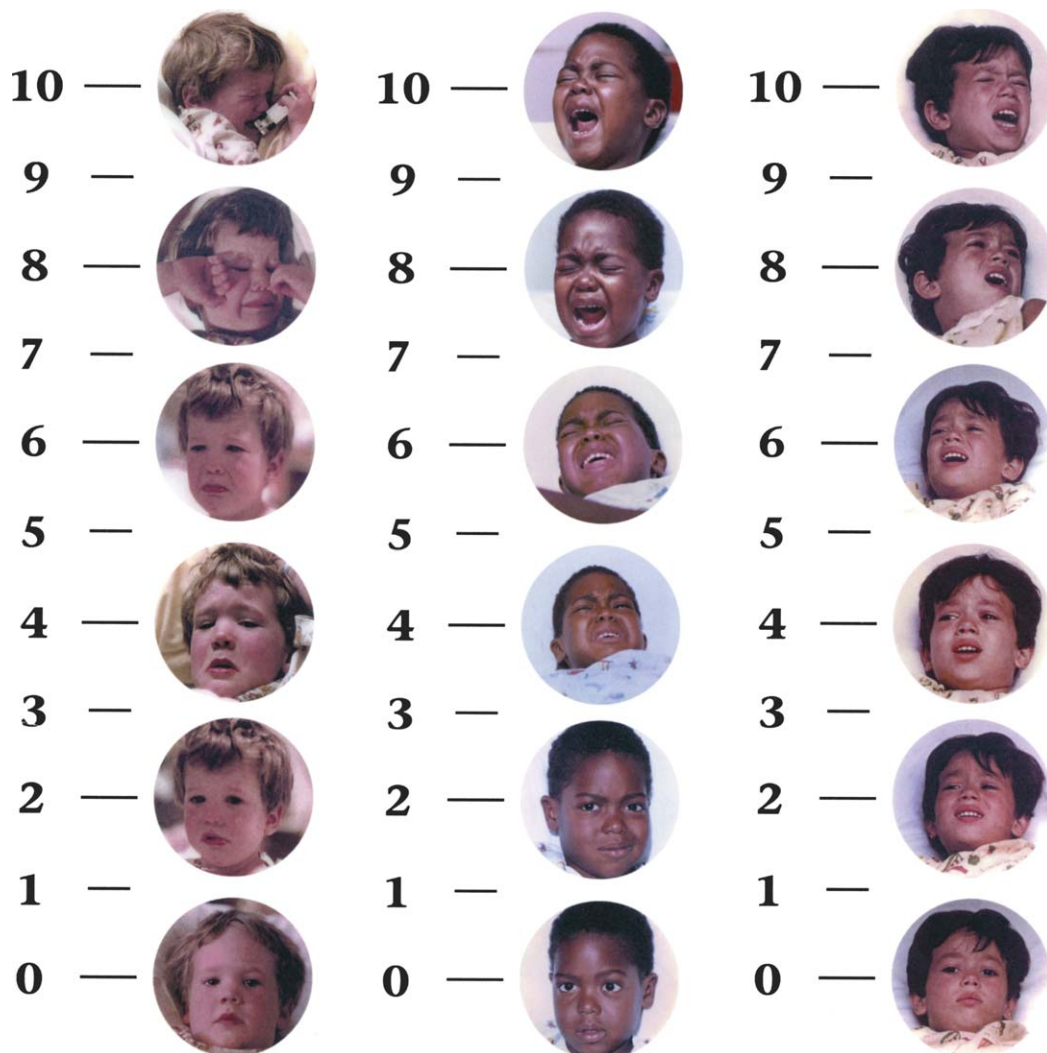 10 — 10 — 10 —
9 — 9 — 9 —
8 — 8 — 8 —
7 — 7 — 7 —
6 — 6 — 6 —
5 — 5 — 5 —
4 — 4 — 4 —
3 — 3 — 3 —
2 — 2 — 2 —
1 — 1 — 1 —
0 — 0 — 0 —